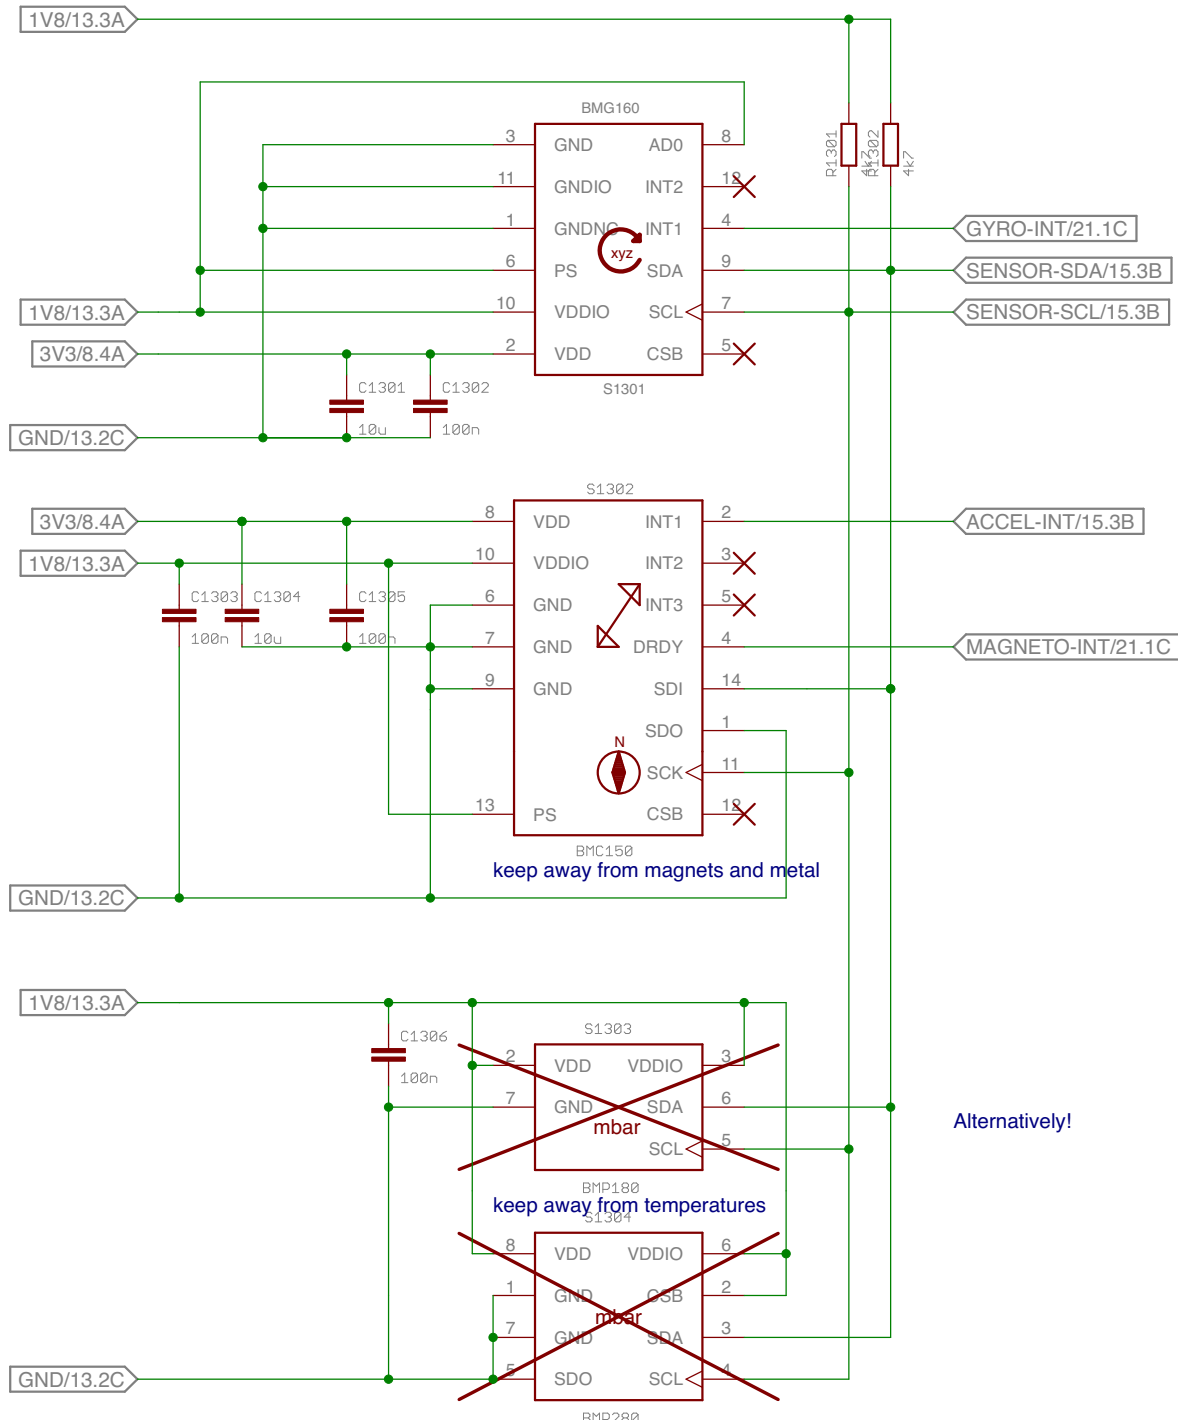 1V8/13.3A
BMG160
3 GND AD0 8
11 GNDIO INT2 12
1 GNDNC INT1 4
6 PS SDA 9
10 VDDIO SCL 7
2 VDD CSB 5
xyz
S1301
R1301
4k7
R1302
4k7
GYRO-INT/21.1C
SENSOR-SDA/15.3B
SENSOR-SCL/15.3B
1V8/13.3A
3V3/8.4A
C1301
10u
C1302
100n
GND/13.2C
S1302
3V3/8.4A
1V8/13.3A
8 VDD INT1 2
10 VDDIO INT2 3
6 GND INT3 5
7 GND DRDY 4
9 GND SDI 14
SDO 1
N
SCK 11
13 PS CSB 12
C1303
100n
C1304
10u
C1305
100n
ACCEL-INT/15.3B
MAGNETO-INT/21.1C
BMC150
keep away from magnets and metal
GND/13.2C
1V8/13.3A
C1306
100n
S1303
2 VDD VDDIO 3
7 GND SDA 6
mbar
SCL 5
BMP180
Alternatively!
keep away from temperatures
S1304
8 VDD VDDIO 6
1 GND CSB 2
mbar
7 GND SDA 3
5 SDO SCL 4
GND/13.2C
BMP280